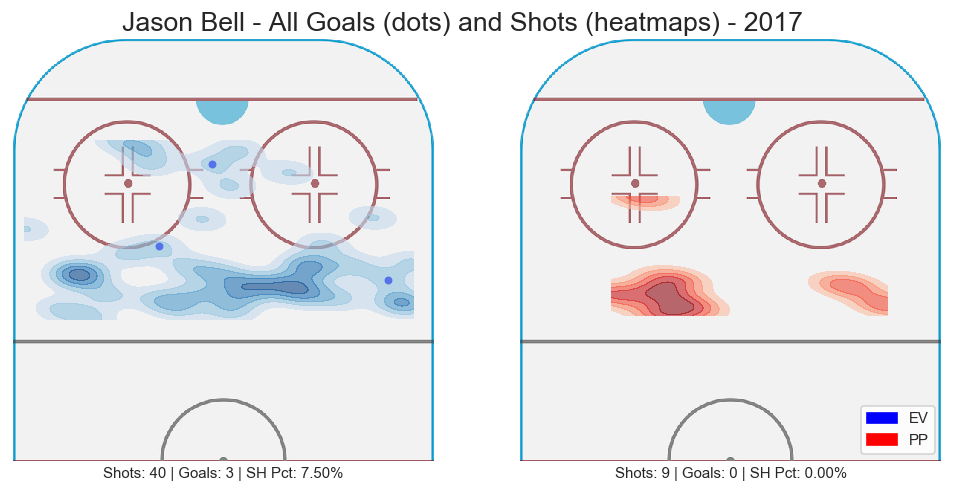 Jason Bell - All Goals (dots) and Shots (heatmaps) - 2017
EV
PP
Shots: 40 | Goals: 3 | SH Pct: 7.50%
Shots: 9 | Goals: 0 | SH Pct: 0.00%